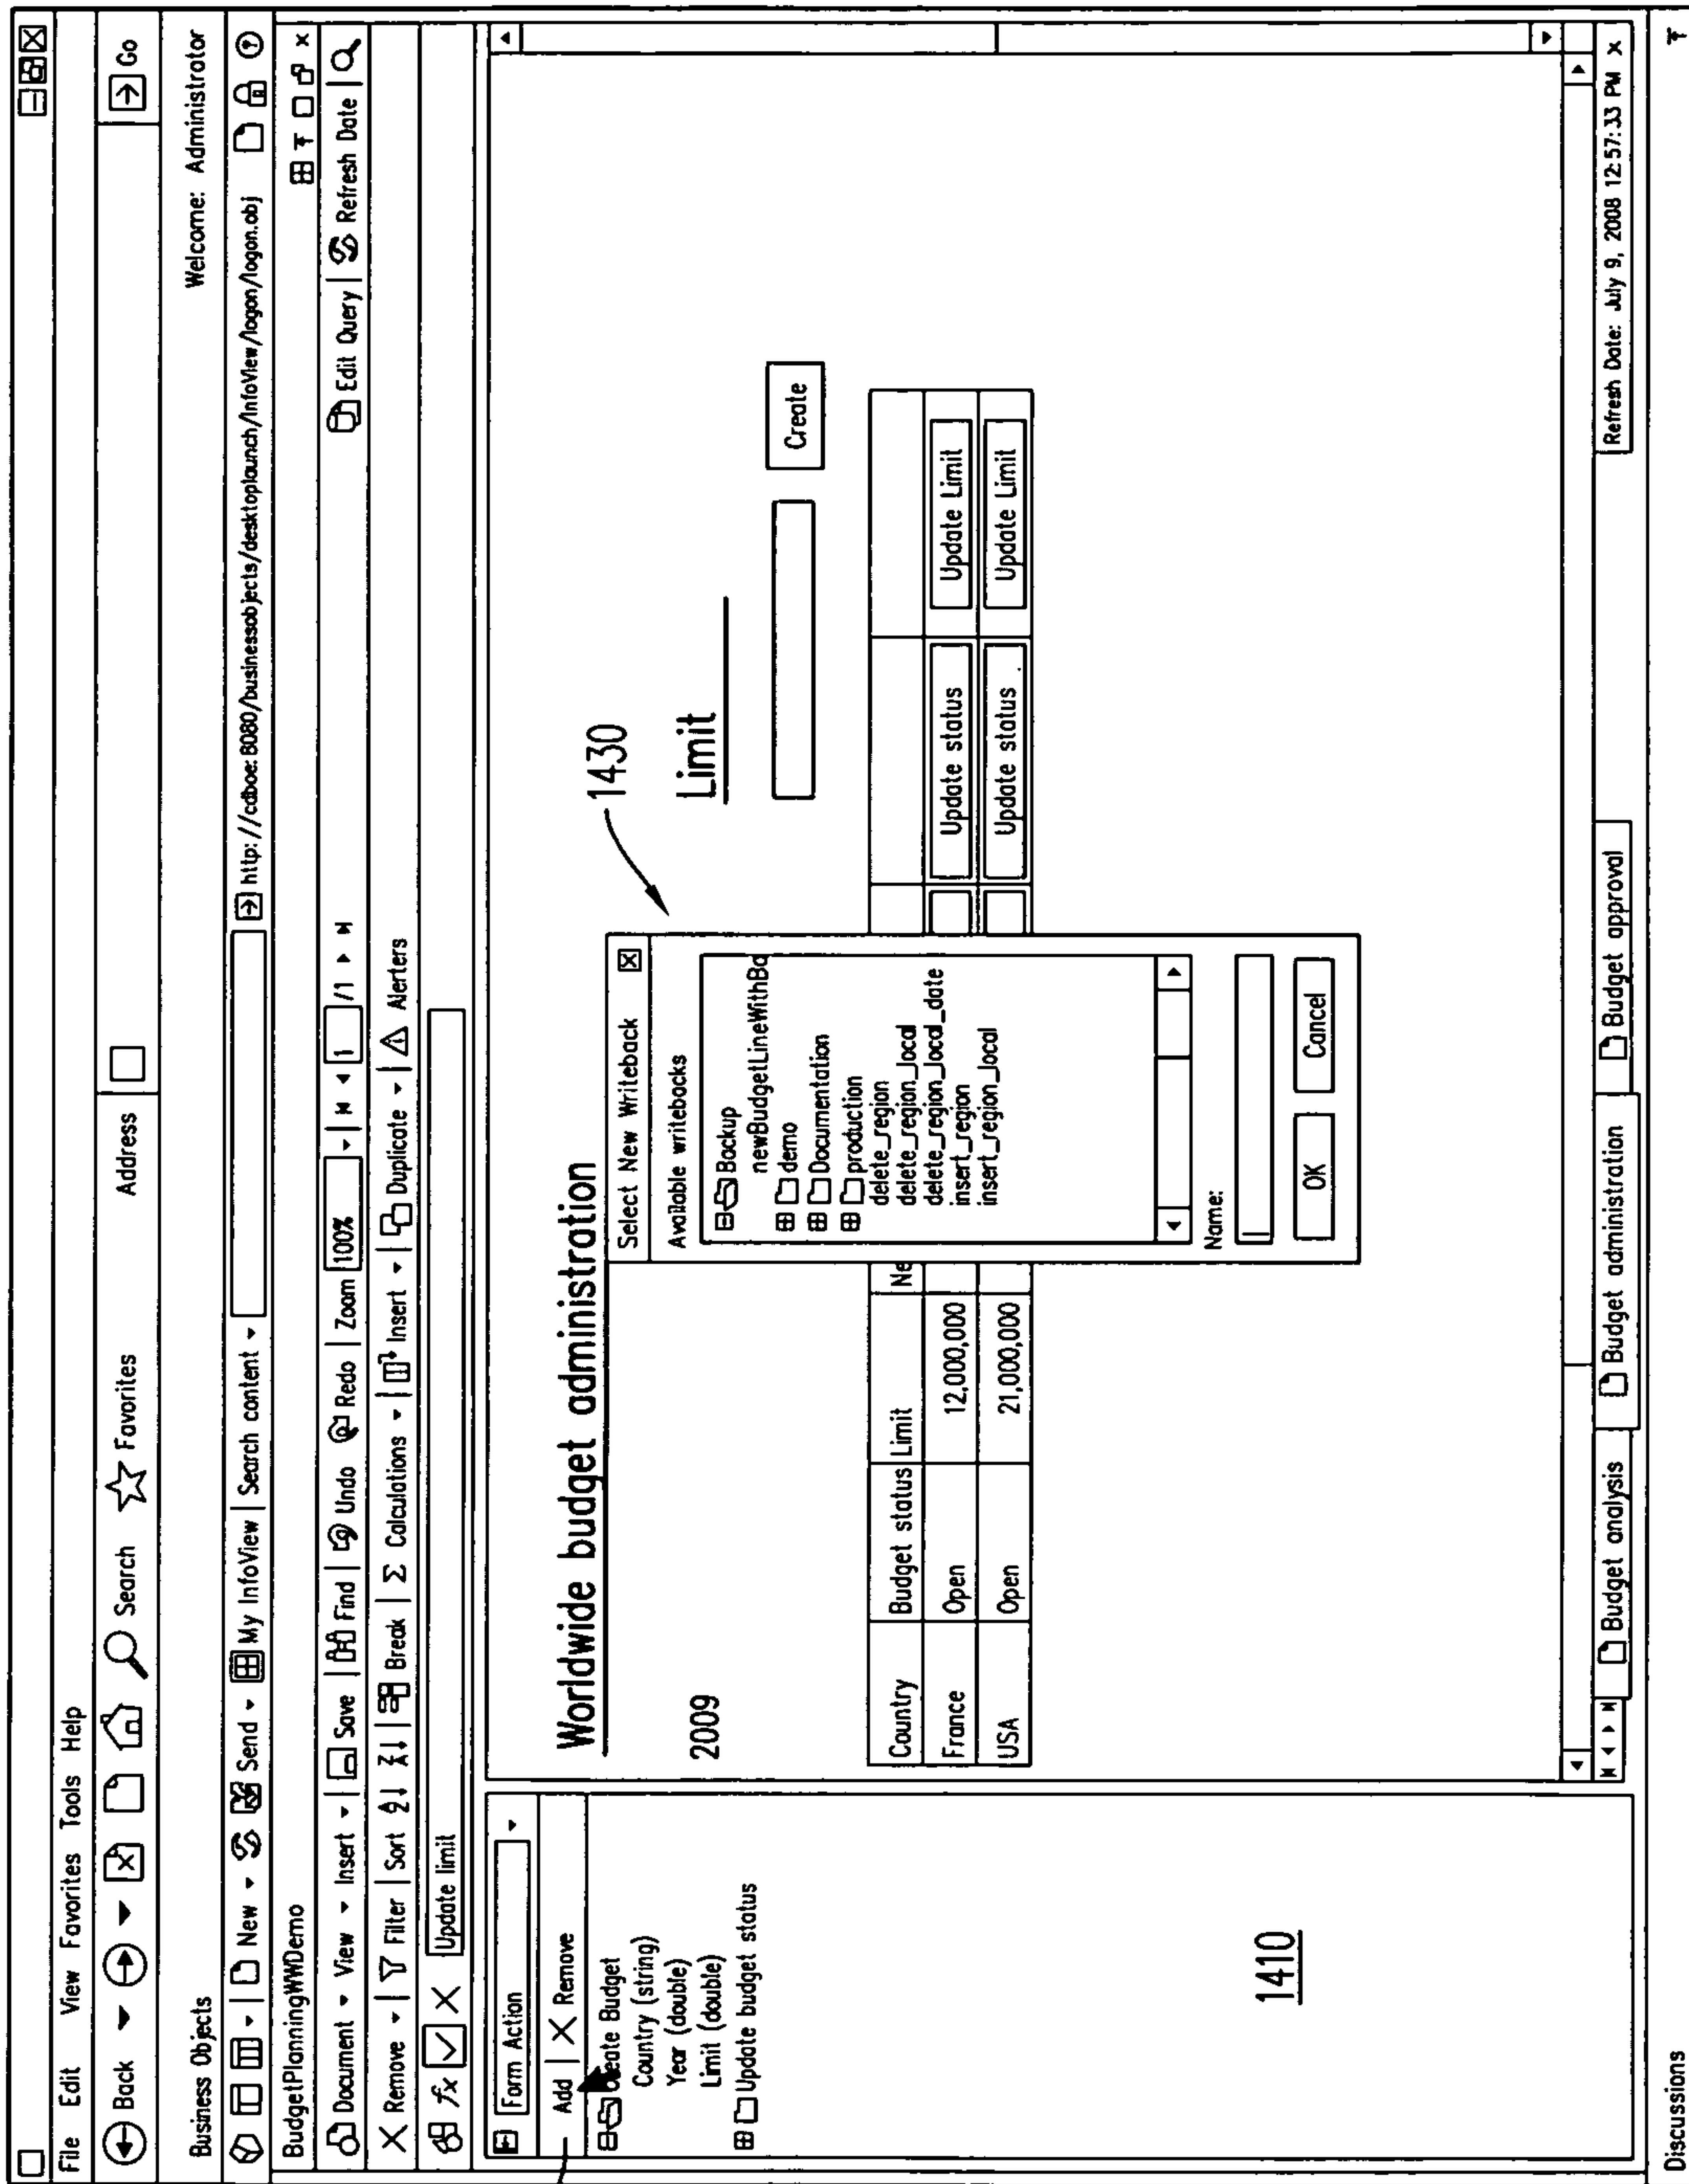 File Edit View Favorites Tools Help
Back Search Favorites Address Go
Business Objects Welcome: Administrator
New Send My InfoView Search content http://cdboe:8080/businessobjects/desktoplaunch/InfoView/logon/logon.obj
BudgetPlanningWWDemo
Document View Insert Save Find Undo Redo Zoom 100% 1 /1 Edit Query Refresh Date
Remove Filter Sort Break Σ Calculations Insert Duplicate Alerters
fx Update limit
Form Action
Add Remove
Create Budget
Country (string)
Year (double)
Limit (double)
Update budget status
1410
Worldwide budget administration
2009
1430
Limit
Create
Country Budget status Limit Ne
France Open 12,000,000 Update status Update Limit
USA Open 21,000,000 Update status Update Limit
Select New Writeback
Available writebacks
Backup
newBudgetLineWithBa
demo
Documentation
production
delete_region
delete_region_local
delete_region_local_date
insert_region
insert_region_local
Name:
OK Cancel
Budget analysis Budget administration Budget approval Refresh Date: July 9, 2008 12:57:33 PM
Discussions